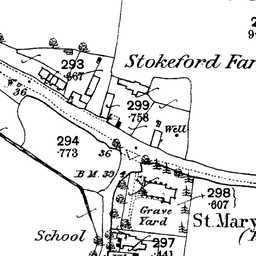 Stokeford Far
293
.667
36
299
.758
Well
294
.773
36
B M. 39
298
.607
Grave
Yard
St. Mary
School
297